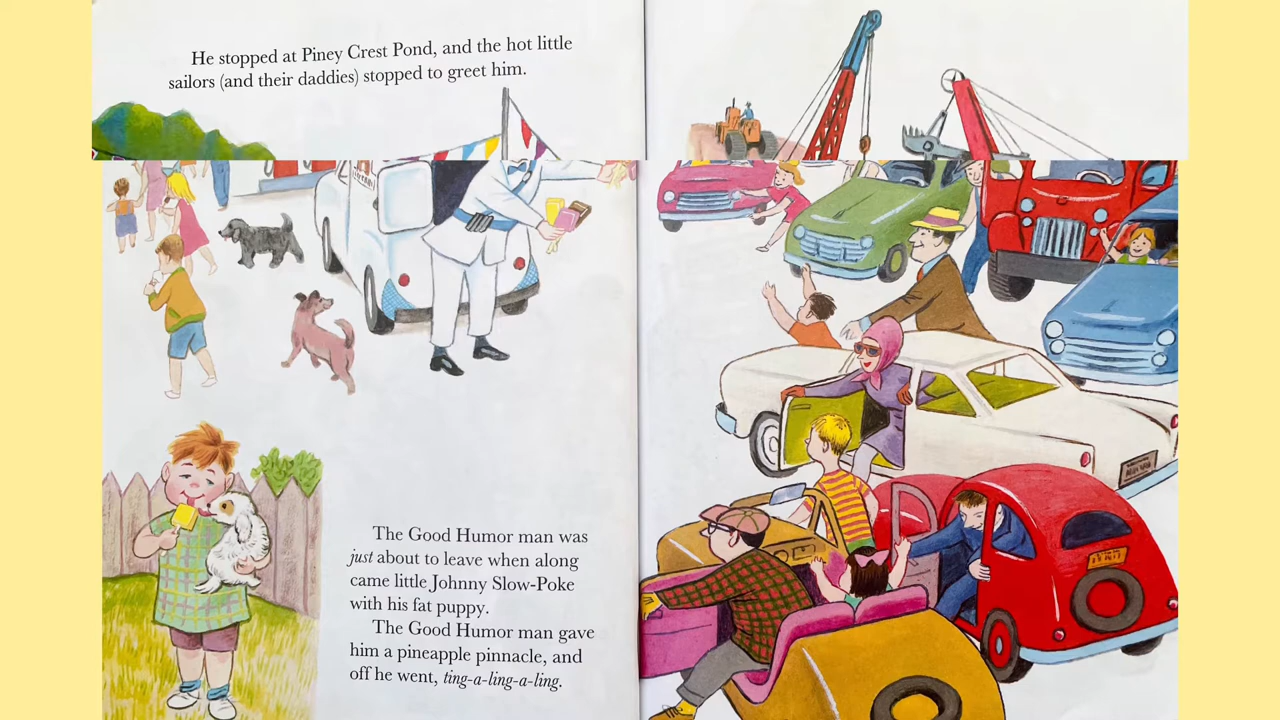 He stopped at Piney Crest Pond, and the hot little
sailors (and their daddies) stopped to greet him.
The Good Humor man was
just about to leave when along
came little Johnny Slow-Poke
with his fat puppy.
The Good Humor man gave
him a pineapple pinnacle, and
off he went, ting-a-ling-a-ling.